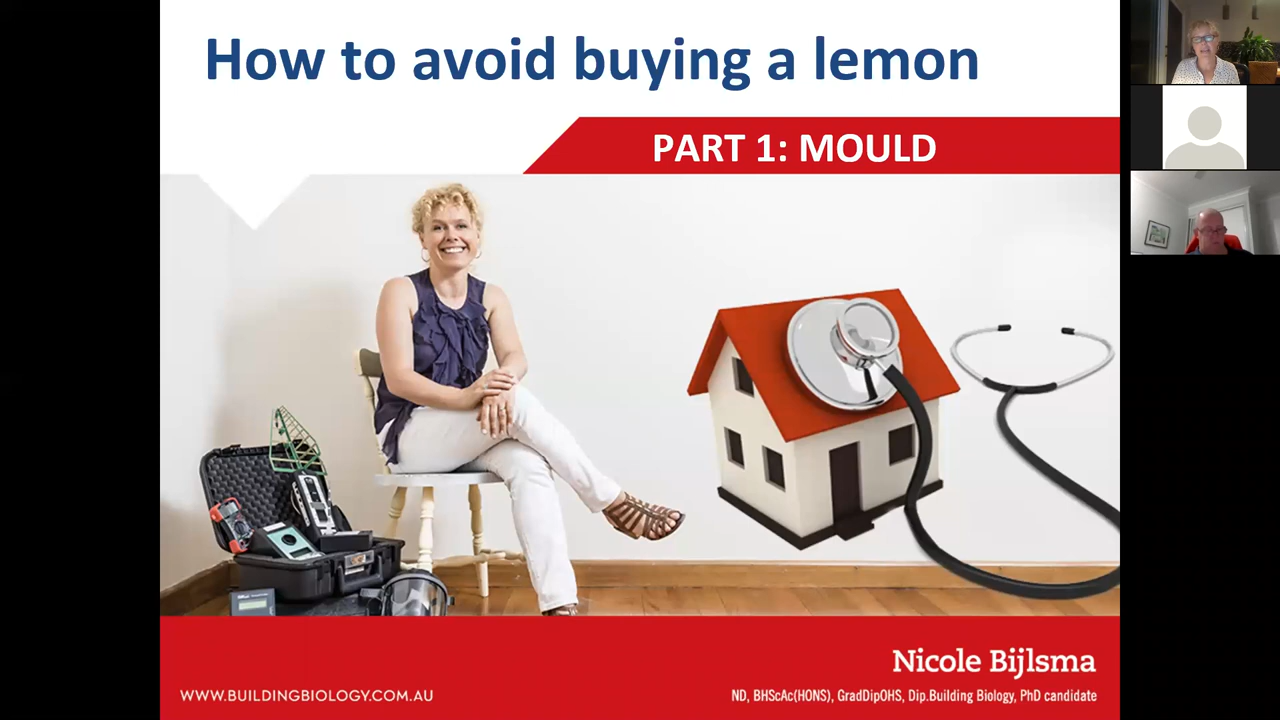 How to avoid buying a lemon
PART 1: MOULD
Nicole Bijlsma
WWW.BUILDINGBIOLOGY.COM.AU
ND, BHScAc(HONS), GradDipOHS, Dip.Building Biology, PhD candidate